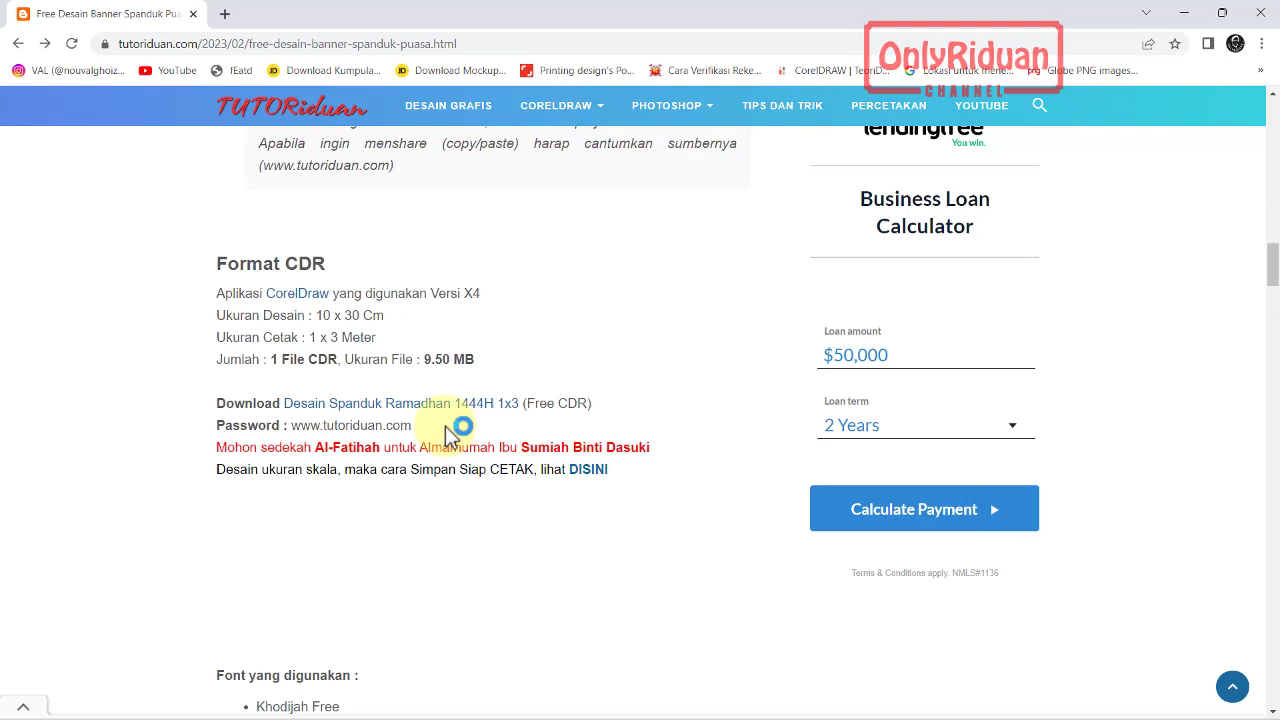 Free Desain Banner Spanduk Puas
tutoriduan.com/2023/02/free-desain-banner-spanduk-puasa.html
OnlyRiduan
CHANNEL
VAL (@nouvalghoiz...
YouTube
fEatd
Download Kumpula...
Download Mockup...
Printing design's Po...
Cara Verifikasi Reke...
CorelDRAW | TeoriD...
Lokasi untuk mene...
Globe PNG images...
»
TUTORiduan
DESAIN GRAFIS
CORELDRAW
PHOTOSHOP
TIPS DAN TRIK
PERCETAKAN
YOUTUBE
Apabila ingin menshare (copy/paste) harap cantumkan sumbernya
(www.tutoriduan.com)
Format CDR
Aplikasi CorelDraw yang digunakan Versi X4
Ukuran Desain : 10 x 30 Cm
Ukuran Cetak : 1 x 3 Meter
Jumlah : 1 File CDR, Ukuran File : 9.50 MB
Download Desain Spanduk Ramadhan 1444H 1x3 (Free CDR)
Password : www.tutoriduan.com
Mohon sedekah Al-Fatihah untuk Almarhumah Ibu Sumiah Binti Dasuki
Desain ukuran skala, maka cara Simpan Siap CETAK, lihat DISINI
Font yang digunakan :
• Khodijah Free
lendingtree
You win.
Business Loan
Calculator
Loan amount
$50,000
Loan term
2 Years
Calculate Payment
Terms & Conditions apply. NMLS#1136